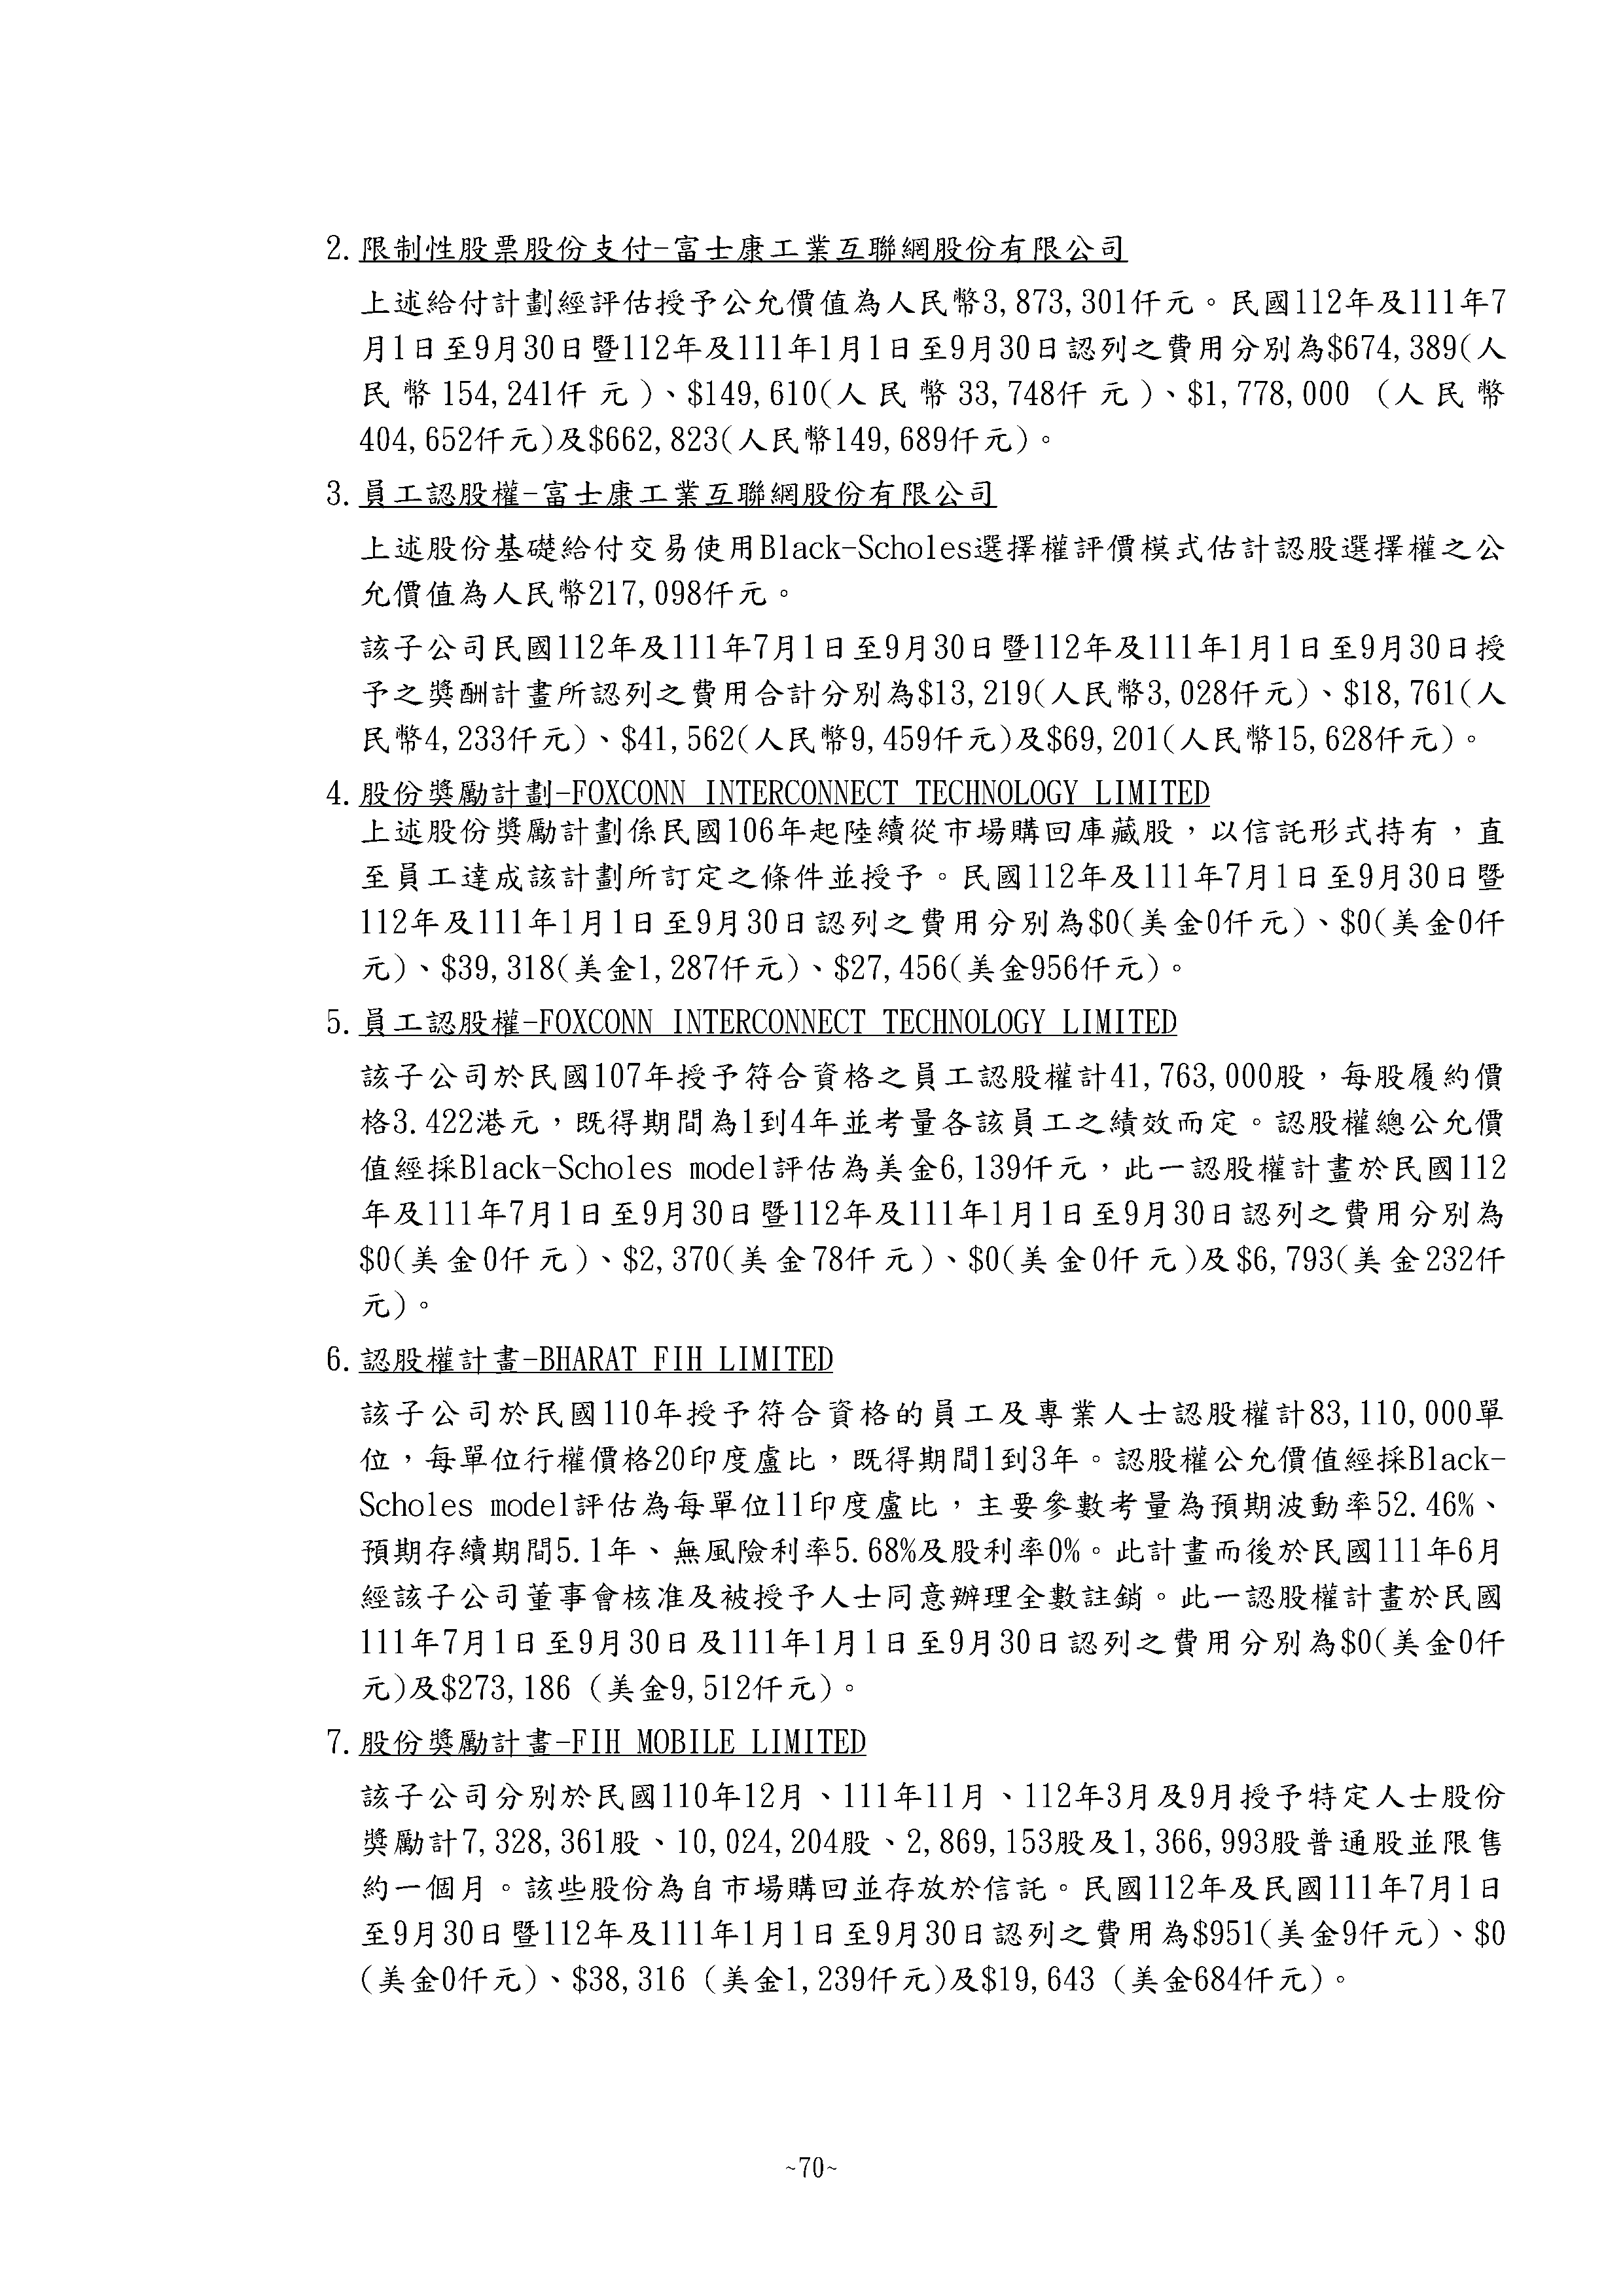 2.限制性股票股份支付-富士康工業互聯網股份有限公司
上述給付計劃經評估授予公允價值為人民幣3,873,301仟元。民國112年及111年7
月1日至9月30日暨112年及111年1月1日至9月30日認列之費用分別為$674,389(人
民幣154,241仟元)、$149,610(人民幣33,748仟元)、$1,778,000 (人民幣
404,652仟元)及$662,823(人民幣149,689仟元)。
3.員工認股權-富士康工業互聯網股份有限公司
上述股份基礎給付交易使用Black-Scholes選擇權評價模式估計認股選擇權之公
允價值為人民幣217,098仟元。
該子公司民國112年及111年7月1日至9月30日暨112年及111年1月1日至9月30日授
予之獎酬計畫所認列之費用合計分別為$13,219(人民幣3,028仟元)、$18,761(人
民幣4,233仟元)、$41,562(人民幣9,459仟元)及$69,201(人民幣15,628仟元)。
4.股份獎勵計劃-FOXCONN INTERCONNECT TECHNOLOGY LIMITED
上述股份獎勵計劃係民國106年起陸續從市場購回庫藏股，以信託形式持有，直
至員工達成該計劃所訂定之條件並授予。民國112年及111年7月1日至9月30日暨
112年及111年1月1日至9月30日認列之費用分別為$0(美金0仟元)、$0(美金0仟
元)、$39,318(美金1,287仟元)、$27,456(美金956仟元)。
5.員工認股權-FOXCONN INTERCONNECT TECHNOLOGY LIMITED
該子公司於民國107年授予符合資格之員工認股權計41,763,000股，每股履約價
格3.422港元，既得期間為1到4年並考量各該員工之績效而定。認股權總公允價
值經採Black-Scholes model評估為美金6,139仟元，此一認股權計畫於民國112
年及111年7月1日至9月30日暨112年及111年1月1日至9月30日認列之費用分別為
$0(美金0仟元)、$2,370(美金78仟元)、$0(美金0仟元)及$6,793(美金232仟
元)。
6.認股權計畫-BHARAT FIH LIMITED
該子公司於民國110年授予符合資格的員工及專業人士認股權計83,110,000單
位，每單位行權價格20印度盧比，既得期間1到3年。認股權公允價值經採Black-
Scholes model評估為每單位11印度盧比，主要參數考量為預期波動率52.46%、
預期存續期間5.1年、無風險利率5.68%及股利率0%。此計畫而後於民國111年6月
經該子公司董事會核准及被授予人士同意辦理全數註銷。此一認股權計畫於民國
111年7月1日至9月30日及111年1月1日至9月30日認列之費用分別為$0(美金0仟
元)及$273,186 (美金9,512仟元)。
7.股份獎勵計畫-FIH MOBILE LIMITED
該子公司分別於民國110年12月、111年11月、112年3月及9月授予特定人士股份
獎勵計7,328,361股、10,024,204股、2,869,153股及1,366,993股普通股並限售
約一個月。該些股份為自市場購回並存放於信託。民國112年及民國111年7月1日
至9月30日暨112年及111年1月1日至9月30日認列之費用為$951(美金9仟元)、$0
(美金0仟元)、$38,316 (美金1,239仟元)及$19,643 (美金684仟元)。
~70~